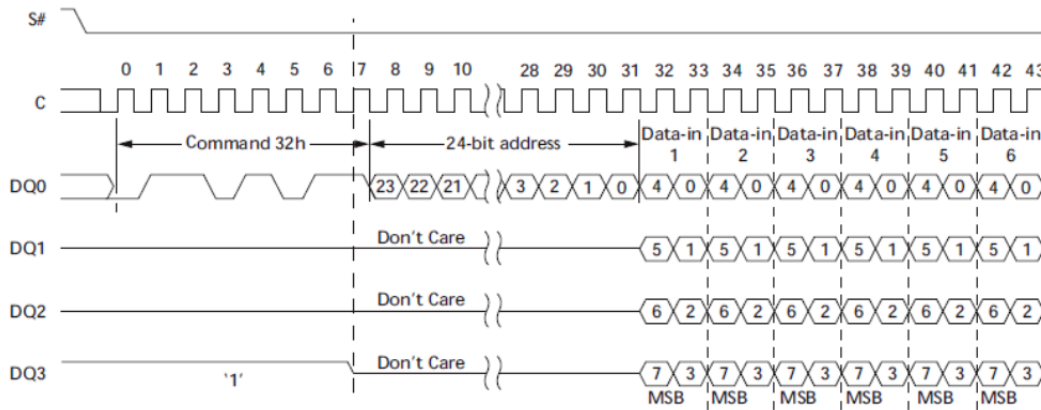 S#
0 1 2 3 4 5 6 7 8 9 10 28 29 30 31 32 33 34 35 36 37 38 39 40 41 42 43
C
Command 32h 24-bit address Data-in Data-in Data-in Data-in Data-in Data-in
1 2 3 4 5 6
DQ0 23 22 21 3 2 1 0 4 0 4 0 4 0 4 0 4 0 4 0
DQ1 Don't Care 5 1 5 1 5 1 5 1 5 1 5 1
DQ2 Don't Care 6 2 6 2 6 2 6 2 6 2 6 2
DQ3 '1' Don't Care 7 3 7 3 7 3 7 3 7 3 7 3
MSB MSB MSB MSB MSB MSB